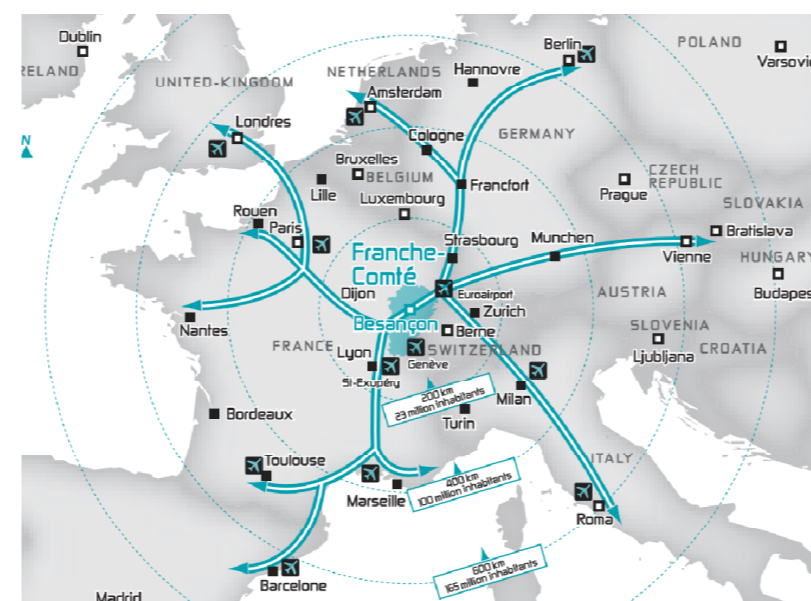 Dublin
RELAND
UNITED-KINGDOM
Londres
N
NETHERLANDS
Amsterdam
Hannovre
Berlin
POLAND
Varsovi
Cologne
GERMANY
Bruxelles
BELGIUM
Lille
Luxembourg
Francfort
Prague
CZECH
REPUBLIC
SLOVAKIA
Bratislava
Rouen
Paris
Franche-
Comté
Strasbourg
Munchen
Vienne
HUNGARY
Budapes
Dijon
Euroairport
AUSTRIA
Besançon
Zurich
Berne
Nantes
FRANCE
SWITZERLAND
SLOVENIA
Ljubljana
CROATIA
Lyon
St-Exupéry
Genève
Milan
200 km
23 million inhabitants
Turin
Bordeaux
ITALY
Toulouse
Marseille
400 km
100 million inhabitants
Roma
600 km
165 million inhabitants
Barcelone
Madrid